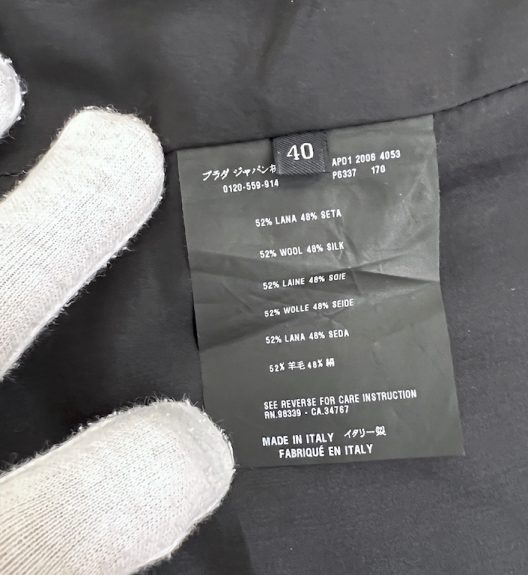 40
プラダ ジャパン株
0120-559-914
APD1 2006 4053
P6337 170
52% LANA 48% SETA
52% WOOL 48% SILK
52% LAINE 48% SOIE
52% WOLLE 48% SEIDE
52% LANA 48% SEDA
52% 羊毛 48% 絹
SEE REVERSE FOR CARE INSTRUCTION
RN.98339 - CA.34767
MADE IN ITALY イタリー製
FABRIQUÉ EN ITALY